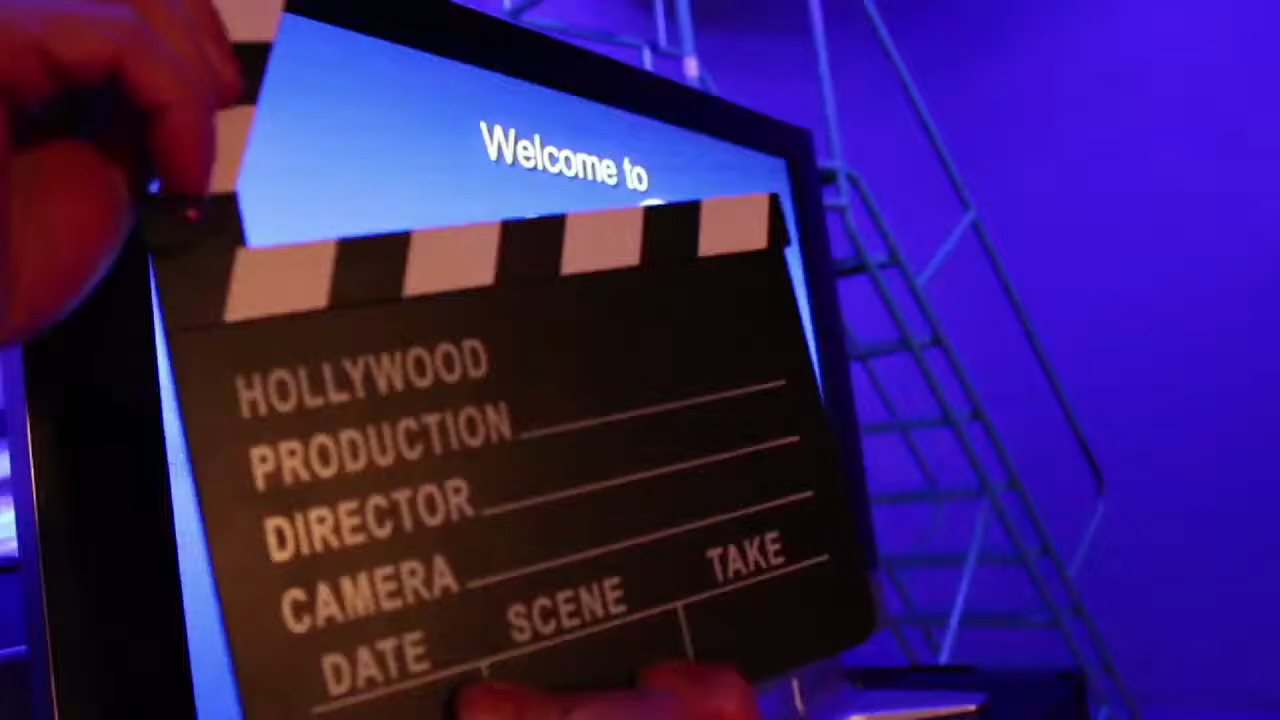 Welcome to
HOLLYWOOD
PRODUCTION
DIRECTOR
CAMERA
DATE SCENE TAKE